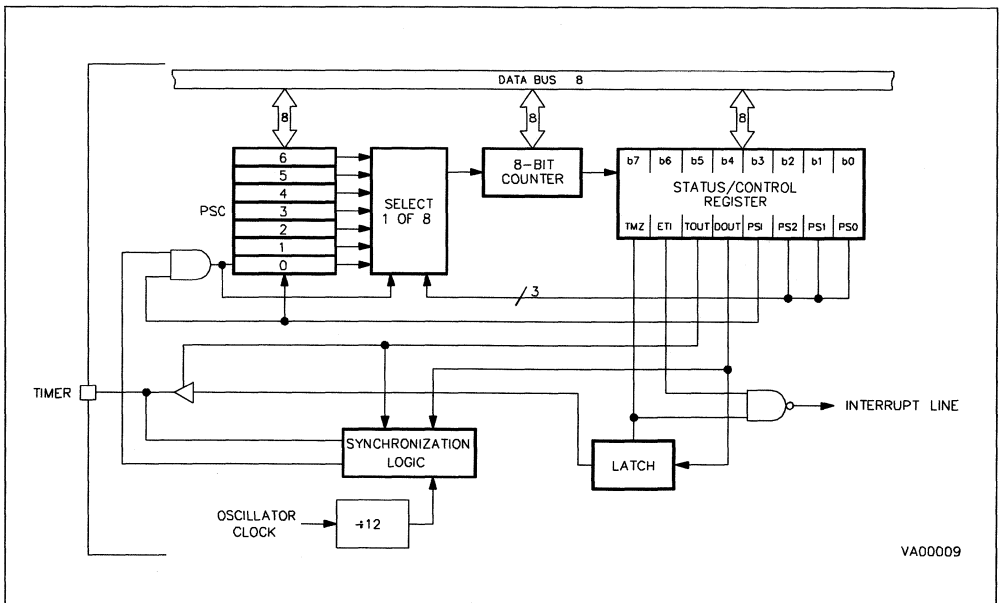 DATA BUS 8
8
8
8
PSC
6
5
4
3
2
1
0
SELECT
1 OF 8
8-BIT
COUNTER
b7 b6 b5 b4 b3 b2 b1 b0
STATUS/CONTROL
REGISTER
TMZ ETI TOUT DOUT PSI PS2 PS1 PS0
3
TIMER
SYNCHRONIZATION
LOGIC
LATCH
INTERRUPT LINE
OSCILLATOR
CLOCK
÷12
VA00009